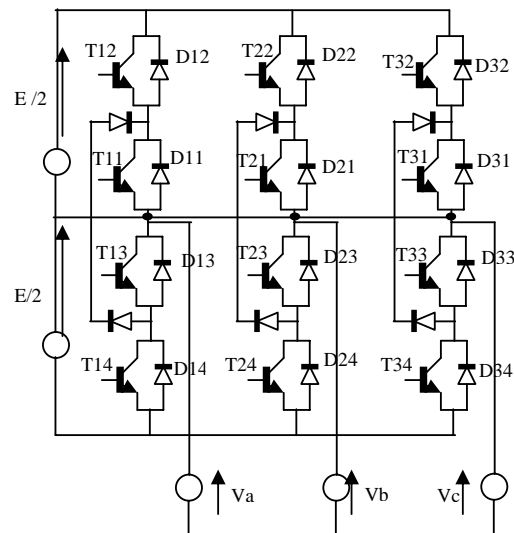 T12 D12 T22 D22 T32 D32
E /2
T11 D11 T21 D21 T31 D31
T13 D13 T23 D23 T33 D33
E/2
T14 D14 T24 D24 T34 D34
Va Vb Vc